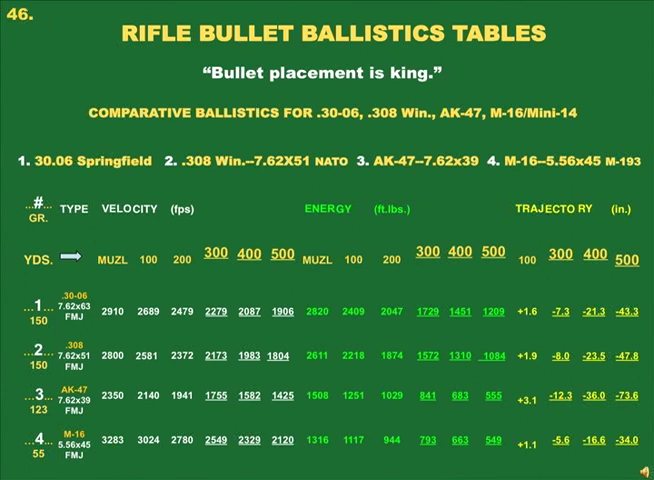 46.
RIFLE BULLET BALLISTICS TABLES
“Bullet placement is king.”
COMPARATIVE BALLISTICS FOR .30-06, .308 Win., AK-47, M-16/Mini-14
1. 30.06 Springfield 2. .308 Win.--7.62X51 NATO 3. AK-47--7.62x39 4. M-16--5.56x45 M-193
...#... TYPE VELOCITY (fps) ENERGY (ft.lbs.) TRAJECTORY (in.)
GR.
YDS. MUZL 100 200 300 400 500 MUZL 100 200 300 400 500 100 300 400 500
.30-06
...1... 7.62x63 2910 2689 2479 2279 2087 1906 2820 2409 2047 1729 1451 1209 +1.6 -7.3 -21.3 -43.3
150 FMJ
.308
...2... 7.62x51 2800 2581 2372 2173 1983 1804 2611 2218 1874 1572 1310 1084 +1.9 -8.0 -23.5 -47.8
150 FMJ
AK-47
...3... 7.62x39 2350 2140 1941 1755 1582 1425 1508 1251 1029 841 683 555 +3.1 -12.3 -36.0 -73.6
123 FMJ
M-16
...4... 5.56x45 3283 3024 2780 2549 2329 2120 1316 1117 944 793 663 549 +1.1 -5.6 -16.6 -34.0
55 FMJ